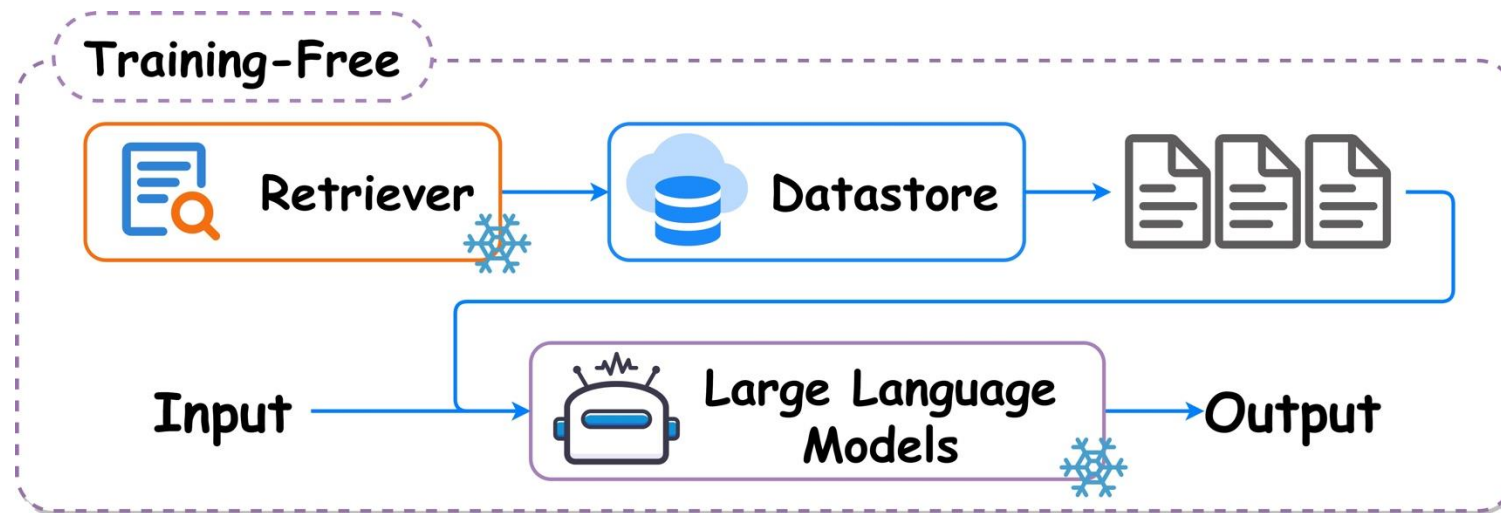 Training-Free
Retriever
Datastore
Input
Large Language
Models
Output